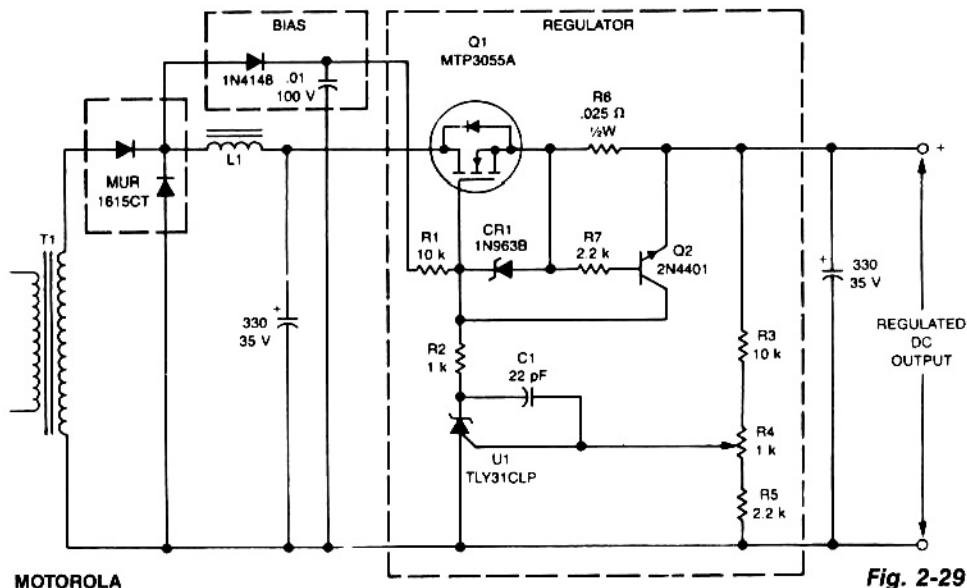 BIAS
REGULATOR
Q1
MTP3055A
1N4148
.01
100 V
R6
.025 Ω
½W
+
L1
MUR
1615CT
T1
R1
10 k
CR1
1N963B
R7
2.2 k
Q2
2N4401
+
330
35 V
+
330
35 V
REGULATED
DC
OUTPUT
R2
1 k
C1
22 pF
R3
10 k
R4
1 k
U1
TLY31CLP
R5
2.2 k
MOTOROLA
Fig. 2-29